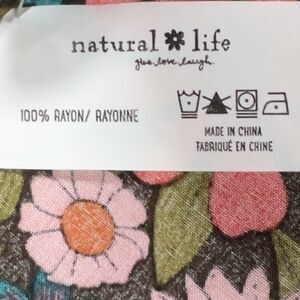 natural life
give. love. laugh.
100% RAYON/ RAYONNE
MADE IN CHINA
FABRIQUÉ EN CHINE